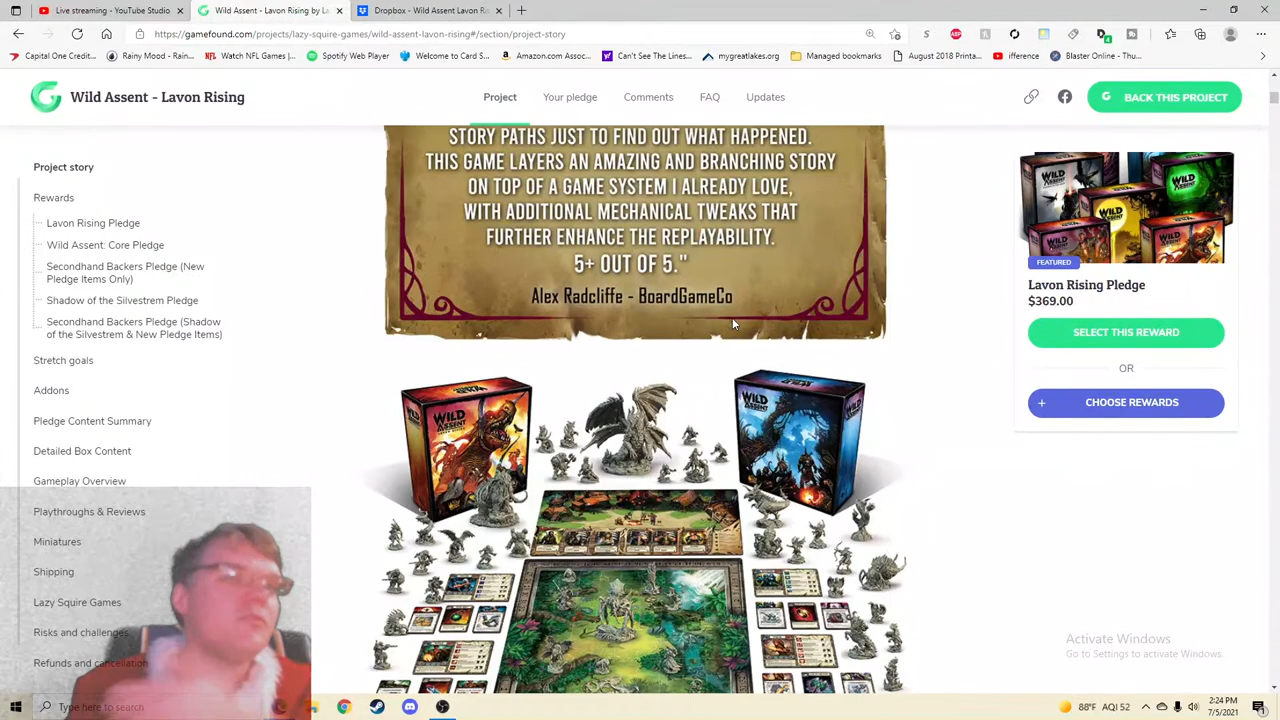 Live streaming - YouTube Studio
Wild Assent - Lavon Rising by La
Dropbox - Wild Assent Lavon Ri
https://gamefound.com/projects/lazy-squire-games/wild-assent-lavon-rising#/section/project-story
Capital One Credit...
Rainy Mood - Rain...
Watch NFL Games |...
Spotify Web Player
Welcome to Card S...
Amazon.com:assoc...
Can't See The Lines...
mygreatlakes.org
Managed bookmarks
August 2018 Printa...
ifference
Blaster Online - Thu...
Wild Assent - Lavon Rising
Project
Your pledge
Comments
FAQ
Updates
BACK THIS PROJECT
Project story
Rewards
Lavon Rising Pledge
Wild Assent: Core Pledge
Secondhand Backers Pledge (New
Pledge Items Only)
Shadow of the Silvestrem Pledge
Secondhand Backers Pledge (Shadow
of the Silvestrem & New Pledge Items)
Stretch goals
Addons
Pledge Content Summary
Detailed Box Content
Gameplay Overview
Playthroughs & Reviews
Miniatures
Shipping
Lazy Squire Games
Risks and challenges
Refunds and cancellation
STORY PATHS JUST TO FIND OUT WHAT HAPPENED.
THIS GAME LAYERS AN AMAZING AND BRANCHING STORY
ON TOP OF A GAME SYSTEM I ALREADY LOVE,
WITH ADDITIONAL MECHANICAL TWEAKS THAT
FURTHER ENHANCE THE REPLAYABILITY.
5+ OUT OF 5."
Alex Radcliffe - BoardGameCo
WILD ASSENT
WILD ASSENT
FEATURED
Lavon Rising Pledge
$369.00
SELECT THIS REWARD
OR
+ CHOOSE REWARDS
Activate Windows
Go to Settings to activate Windows.
Type here to search
88°F AQI 52
2:24 PM
7/5/2021